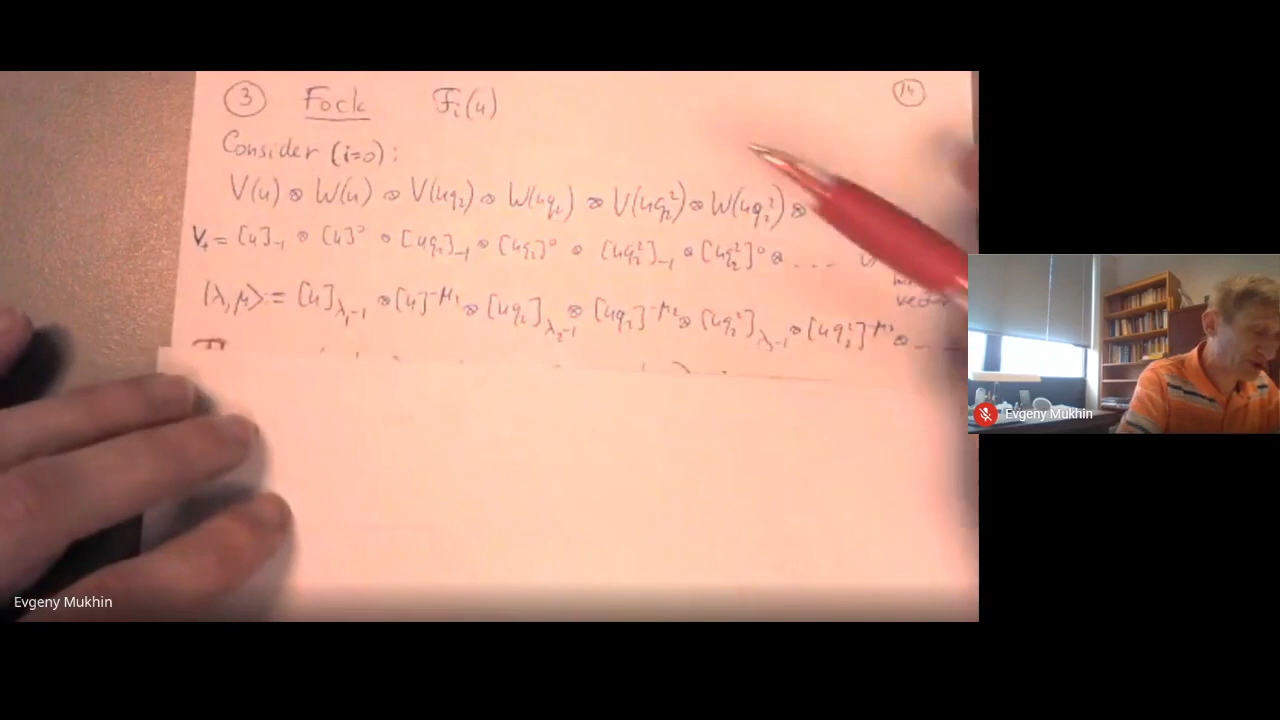 ③ Fock F_i(u) ⑭
Consider (i=0):
V(u) ⊗ W(u) ⊗ V(uq_2) ⊗ W(uq_2) ⊗ V(uq_2^2) ⊗ W(uq_2^2) ⊗
V_+ = [u]_{-1} ⊗ [u]^0 ⊗ [uq_2]_{-1} ⊗ [uq_2]^0 ⊗ [uq_2^2]_{-1} ⊗ [uq_2^2]^0 ⊗ ....
vector
|λ,μ⟩ := [u]_{λ_1-1} ⊗ [u]^{-μ_1} ⊗ [uq_2]_{λ_2-1} ⊗ [uq_2]^{-μ_2} ⊗ [uq_2^2]_{λ_3-1} ⊗ [uq_2^2]^{-μ_3} ⊗ ....
Evgeny Mukhin
Evgeny Mukhin